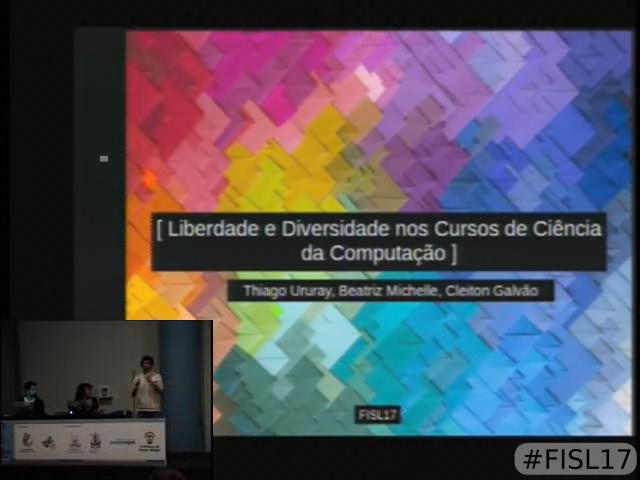 [ Liberdade e Diversidade nos Cursos de Ciência
da Computação ]
Thiago Ururay, Beatriz Michelle, Cleiton Galvão
FISL17
#FISL17